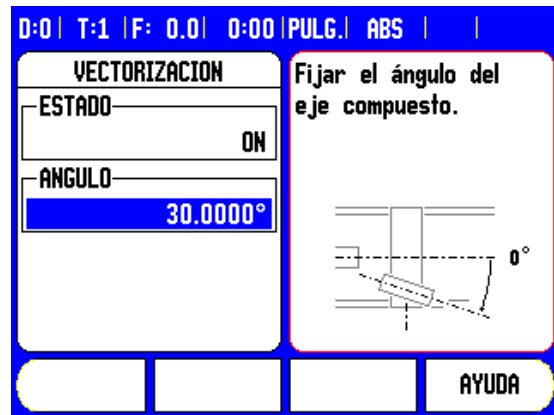 D:0| T:1 |F: 0.0| 0:00|PULG.| ABS | |
VECTORIZACION
ESTADO
ON
ANGULO
30.0000°
Fijar el ángulo del
eje compuesto.
0°
AYUDA